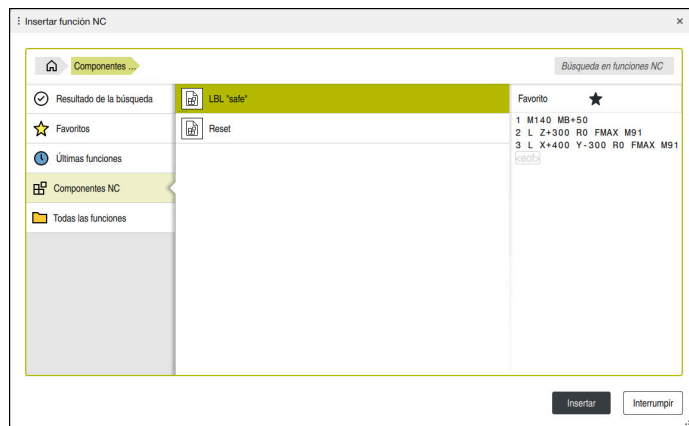 Insertar función NC
×
Componentes ...
Búsqueda en funciones NC
Resultado de la búsqueda
Favoritos
Últimas funciones
Componentes NC
Todas las funciones
LBL "safe"
Reset
Favorito
1 M140 MB+50
2 L Z+300 R0 FMAX M91
3 L X+400 Y-300 R0 FMAX M91
<eob>
Insertar
Interrumpir